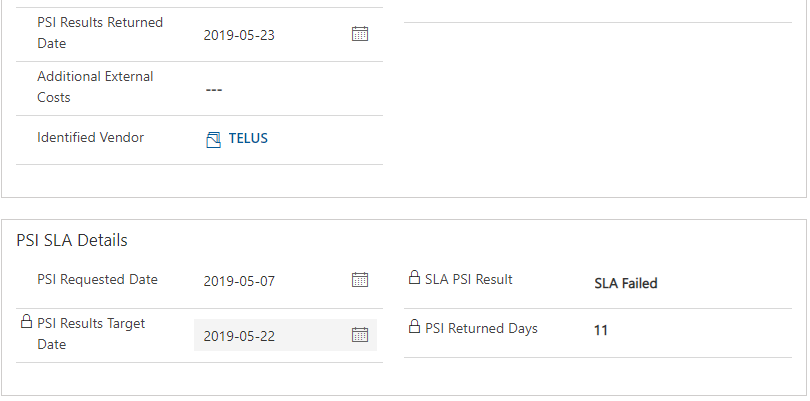 PSI Results Returned
Date
2019-05-23
Additional External
Costs
---
Identified Vendor
TELUS
PSI SLA Details
PSI Requested Date
2019-05-07
SLA PSI Result
SLA Failed
PSI Results Target
Date
2019-05-22
PSI Returned Days
11